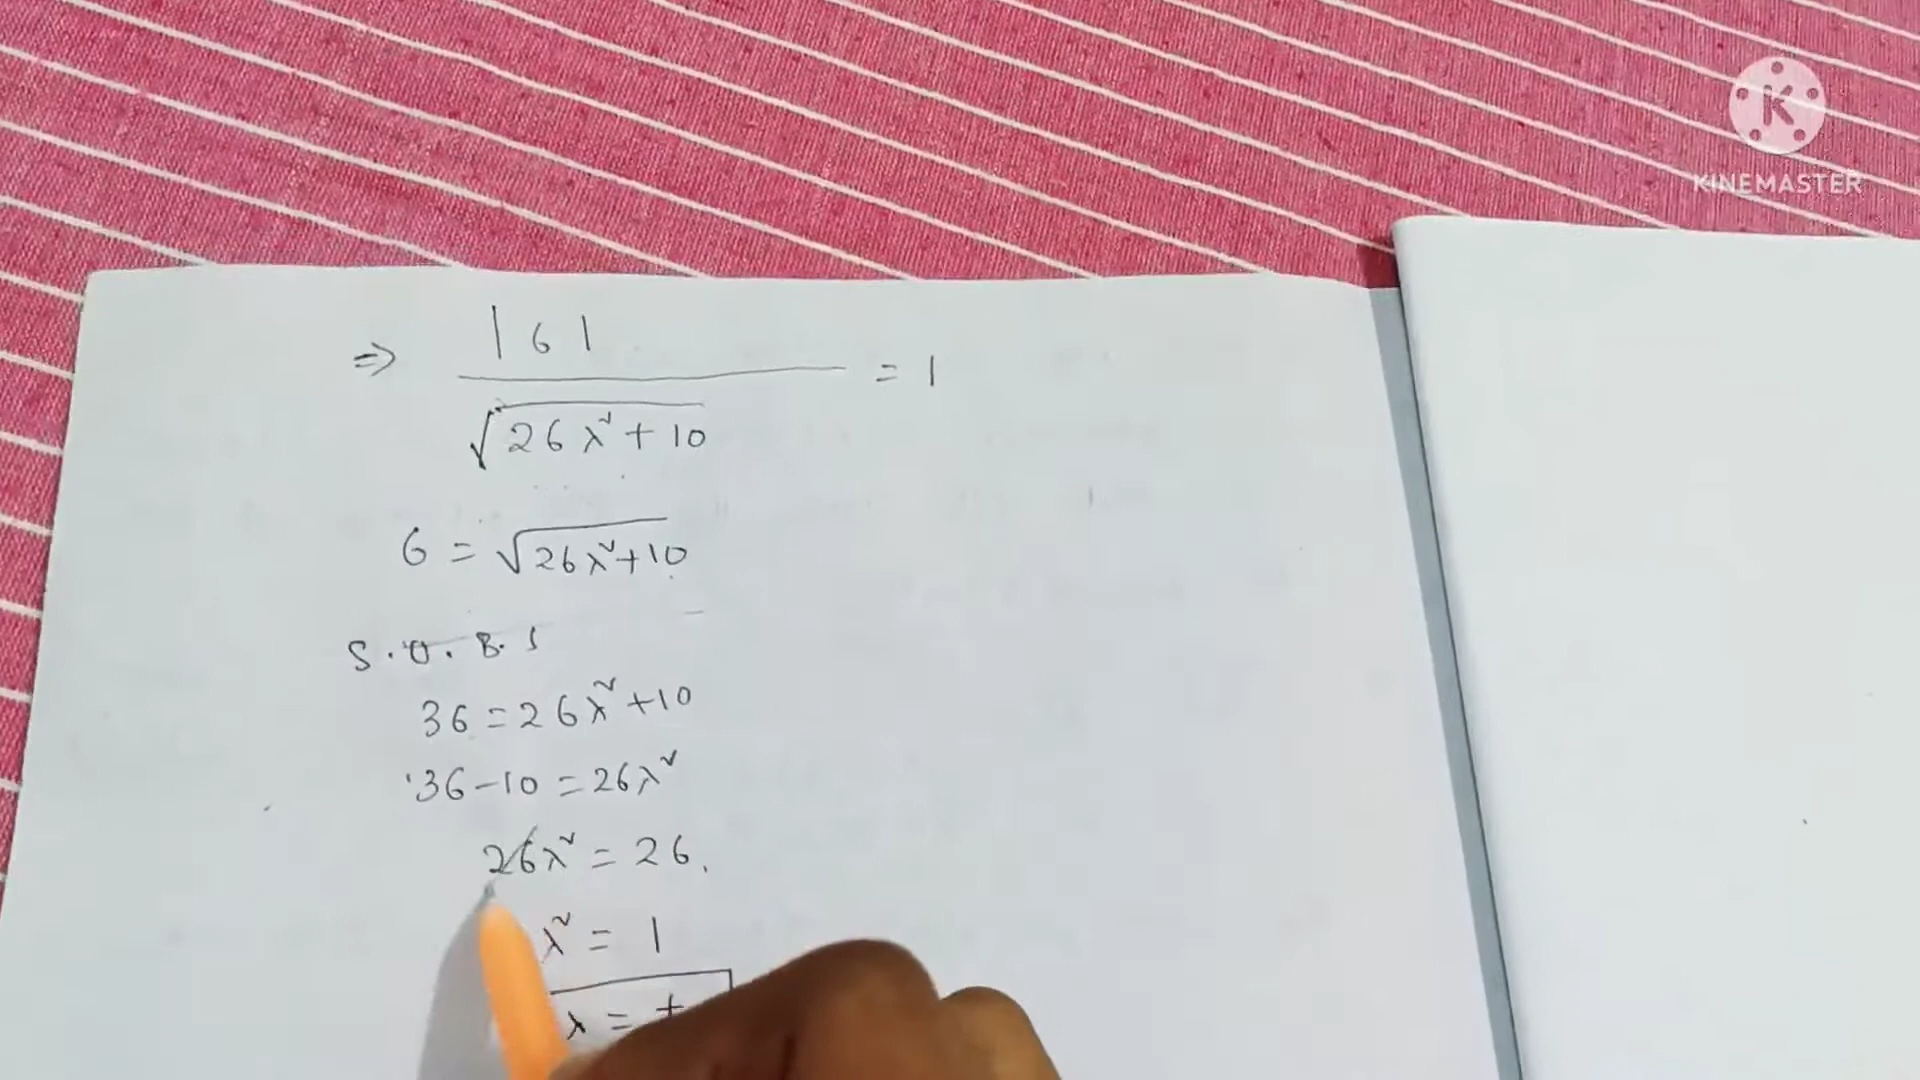 K
KINEMASTER
⇒ |6| / √26λ² + 10 = 1
6 = √26λ²+10
S.O.B.S
36 = 26λ²+10
36-10 = 26λ²
26λ² = 26.
λ² = 1
λ = ±